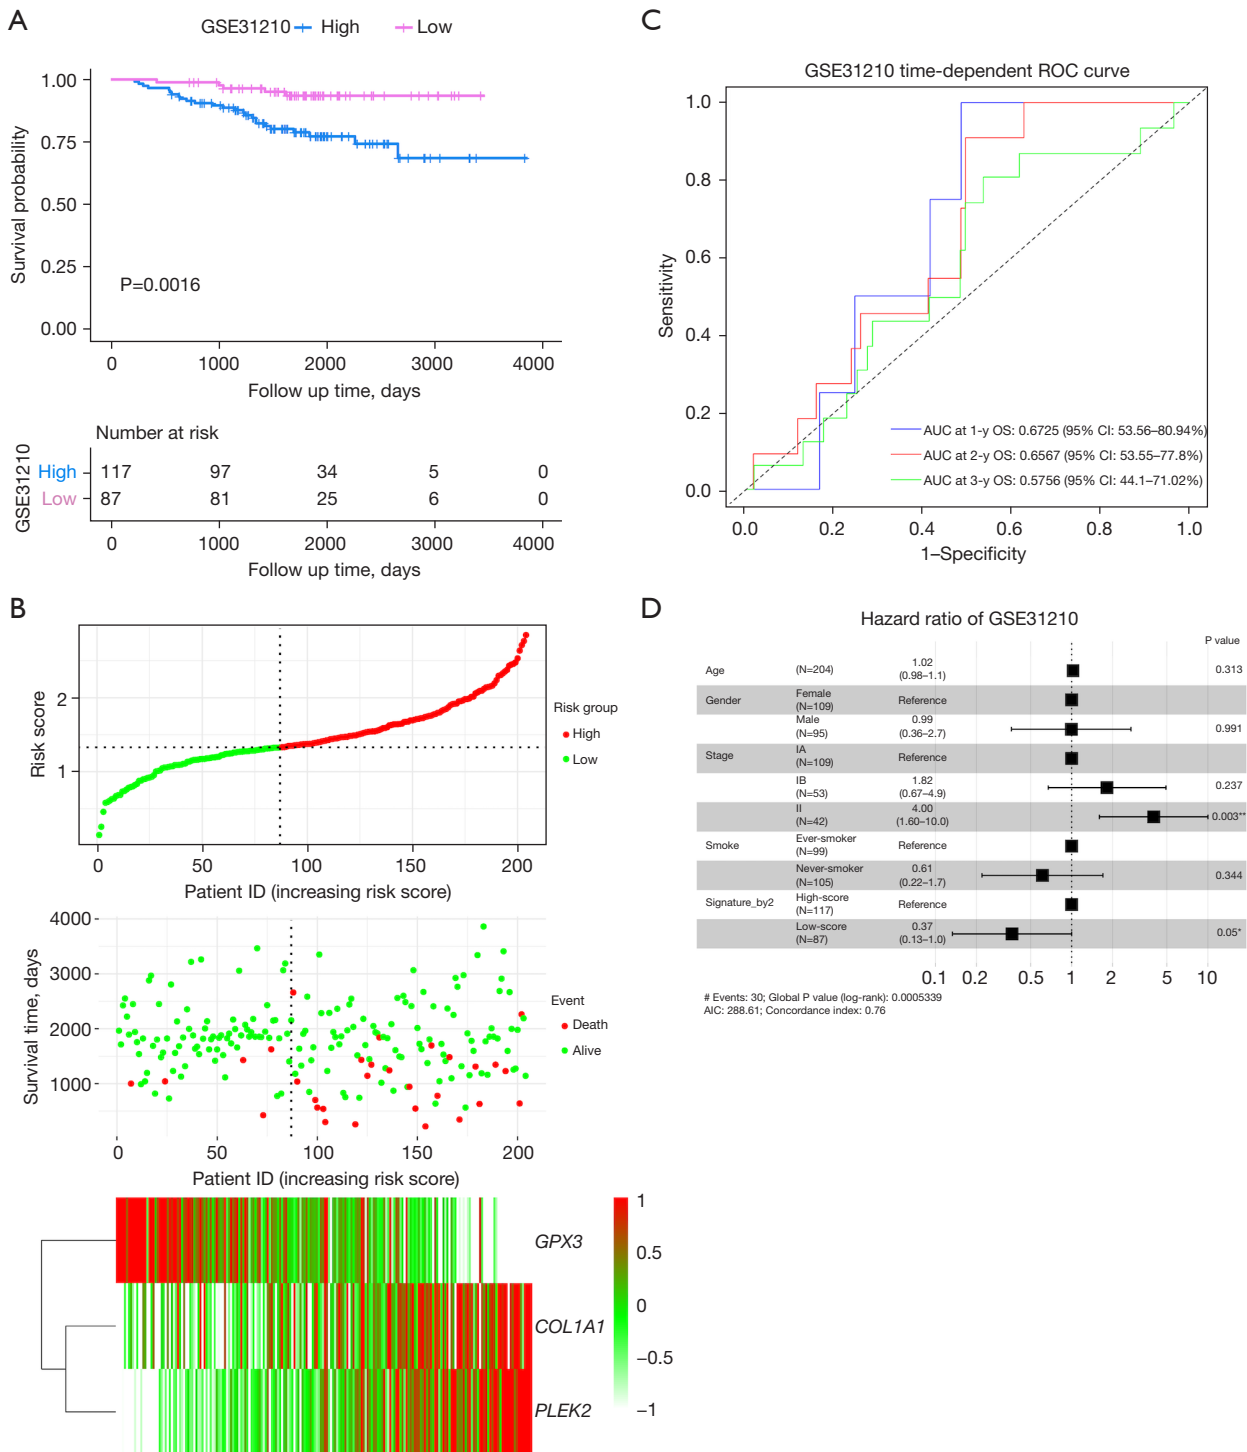 A
GSE31210 High Low
1.00
0.75
0.50
0.25
0.00
Survival probability
P=0.0016
0 1000 2000 3000 4000
Follow up time, days
Number at risk
GSE31210
High 117 97 34 5 0
Low 87 81 25 6 0
0 1000 2000 3000 4000
Follow up time, days
B
Risk score
2
1
0 50 100 150 200
Patient ID (increasing risk score)
Risk group
High
Low
Survival time, days
4000
3000
2000
1000
0 50 100 150 200
Patient ID (increasing risk score)
Event
Death
Alive
GPX3
COL1A1
PLEK2
1
0.5
0
−0.5
−1
C
GSE31210 time-dependent ROC curve
Sensitivity
1.0
0.8
0.6
0.4
0.2
0.0
AUC at 1-y OS: 0.6725 (95% CI: 53.56–80.94%)
AUC at 2-y OS: 0.6567 (95% CI: 53.55–77.8%)
AUC at 3-y OS: 0.5756 (95% CI: 44.1–71.02%)
0.0 0.2 0.4 0.6 0.8 1.0
1–Specificity
D
Hazard ratio of GSE31210
P value
Age (N=204) 1.02 (0.98–1.1) 0.313
Gender Female (N=109) Reference
Male (N=95) 0.99 (0.36–2.7) 0.991
Stage IA (N=109) Reference
IB (N=53) 1.82 (0.67–4.9) 0.237
II (N=42) 4.00 (1.60–10.0) 0.003**
Smoke Ever-smoker (N=99) Reference
Never-smoker (N=105) 0.61 (0.22–1.7) 0.344
Signature_by2 High-score (N=117) Reference
Low-score (N=87) 0.37 (0.13–1.0) 0.05*
0.1 0.2 0.5 1 2 5 10
# Events: 30; Global P value (log-rank): 0.0005339
AIC: 288.61; Concordance index: 0.76